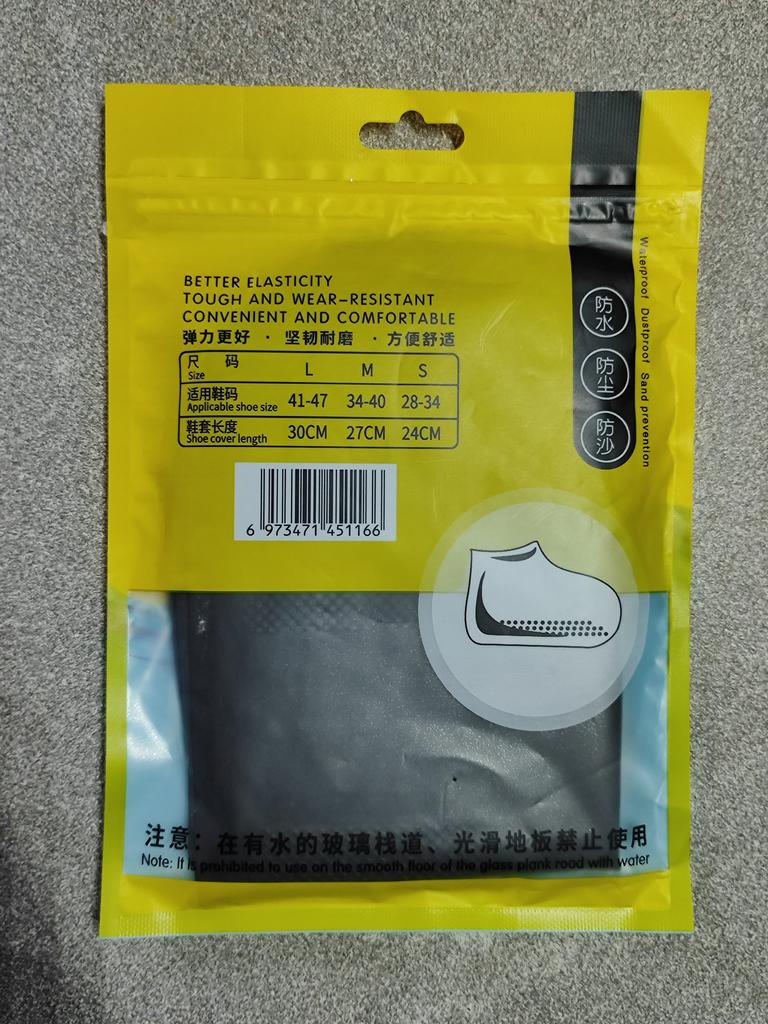 BETTER ELASTICITY
TOUGH AND WEAR-RESISTANT
CONVENIENT AND COMFORTABLE
弹力更好 · 坚韧耐磨 · 方便舒适
尺 码 L M S
Size
适用鞋码 41-47 34-40 28-34
Applicable shoe size
鞋套长度 30CM 27CM 24CM
Shoe cover length
6 973471 451166
防水
防尘
防沙
Waterproof Dustproof Sand prevention
注意：在有水的玻璃栈道、光滑地板禁止使用
Note: It is prohibited to use on the smooth floor of the glass plank rood with water